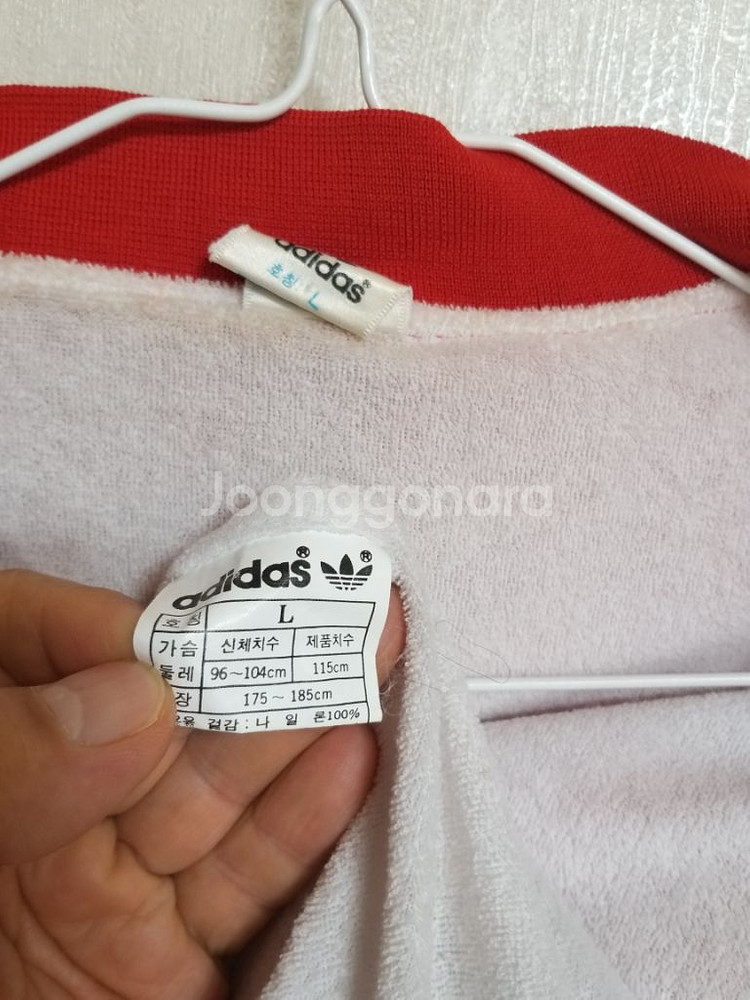 adidas®
호칭 L
Joonggonara
adidas® ®
호칭 L
가슴 신체치수 제품치수
둘레 96~104cm 115cm
장 175~185cm
겉감 : 나 일 론100%